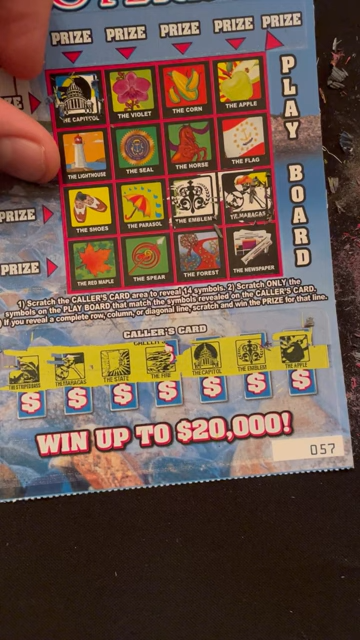 PRIZE PRIZE PRIZE PRIZE PRIZE
THE CAPITOL THE VIOLET THE CORN THE APPLE
THE LIGHTHOUSE THE SEAL THE HORSE THE FLAG
PRIZE THE SHOES THE PARASOL THE EMBLEM THE MARACAS
PRIZE THE RED MAPLE THE SPEAR THE FOREST THE NEWSPAPER
PLAY BOARD
1) Scratch the CALLER'S CARD area to reveal 14 symbols. 2) Scratch ONLY the
symbols on the PLAY BOARD that match the symbols revealed on the CALLER'S CARD.
) If you reveal a complete row, column, or diagonal line, scratch and win the PRIZE for that line.
CALLER'S CARD
THE MARACAS THE STATE THE FIRE THE CAPITOL THE EMBLEM THE APPLE
$ $ $ $ $ $ $
WIN UP TO $20,000!
057